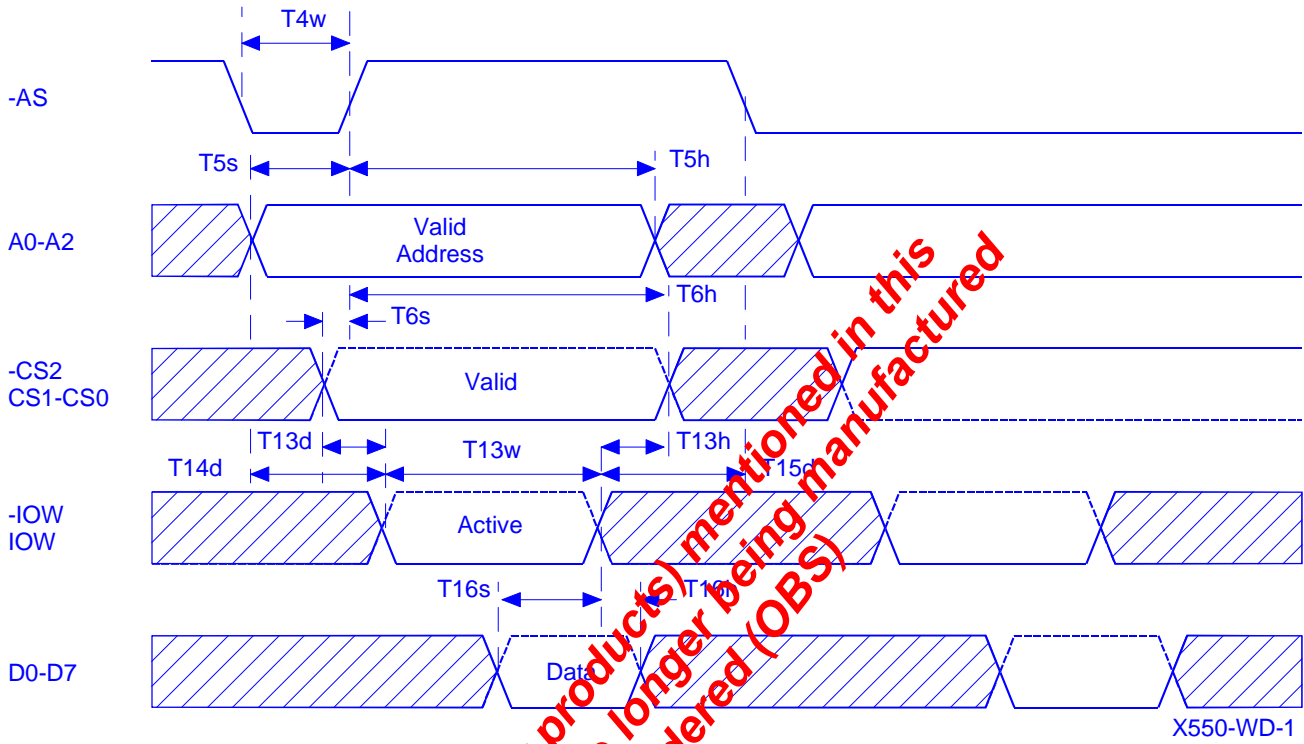 T4w
-AS
T5s
T5h
A0-A2
Valid
Address
T6h
T6s
-CS2
CS1-CS0
Valid
T13d
T13w
T13h
T14d
T15d
-IOW
IOW
Active
T16s
D0-D7
Data
X550-WD-1
products) mentioned in this
longer being manufactured
(OBS)